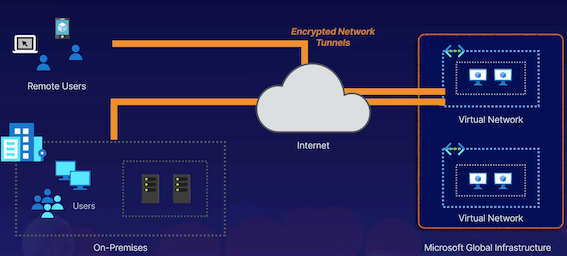 Encrypted Network
Tunnels
Remote Users
Internet
Virtual Network
Users
Virtual Network
On-Premises
Microsoft Global Infrastructure